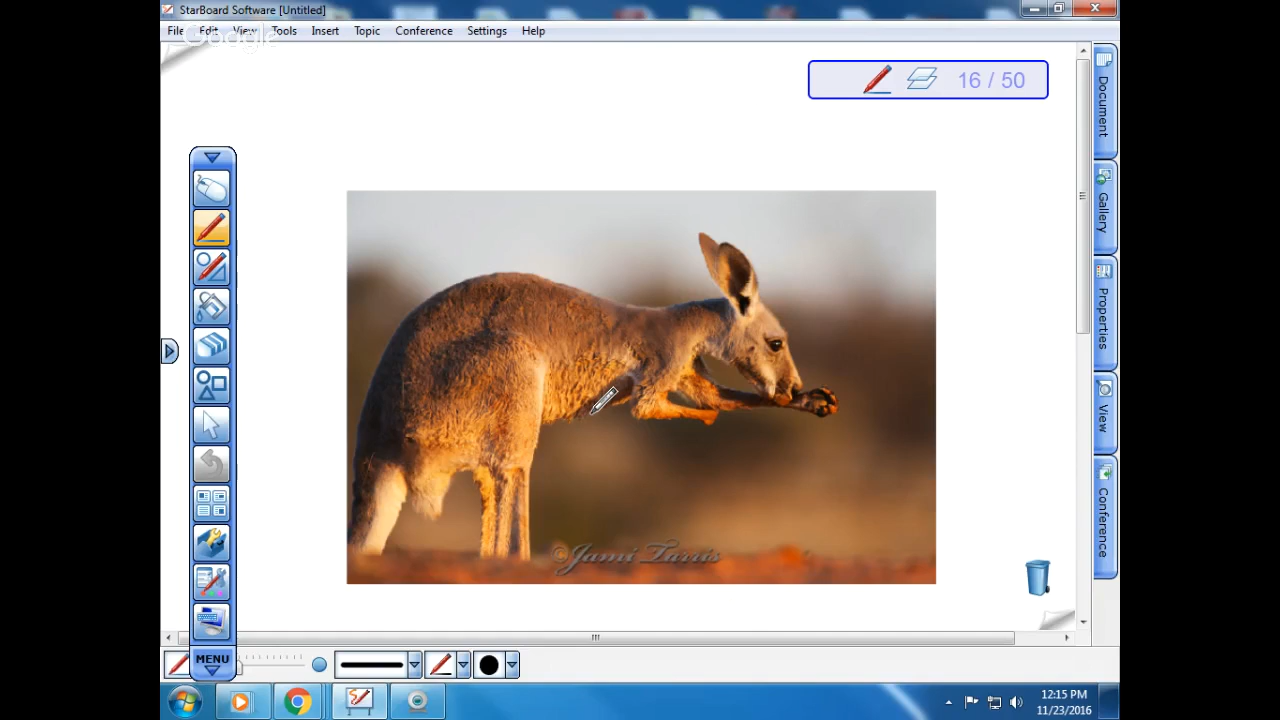 StarBoard Software [Untitled]
File Edit View Tools Insert Topic Conference Settings Help
Google
16 / 50
Document
Gallery
Properties
View
Conference
©Jami Tarris
MENU
12:15 PM
11/23/2016